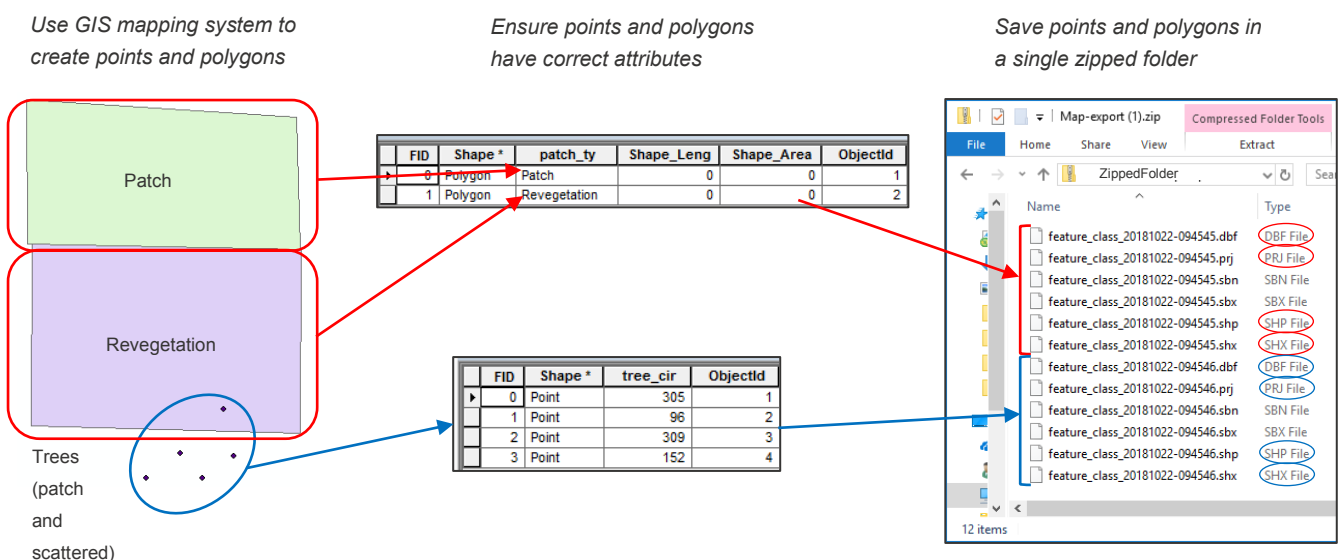 Use GIS mapping system to
create points and polygons
Ensure points and polygons
have correct attributes
Save points and polygons in
a single zipped folder
Patch
Revegetation
Trees
(patch
and
scattered)
FID Shape * patch_ty Shape_Leng Shape_Area ObjectId
0 Polygon Patch 0 0 1
1 Polygon Revegetation 0 0 2
FID Shape * tree_cir ObjectId
0 Point 305 1
1 Point 96 2
2 Point 309 3
3 Point 152 4
Map-export (1).zip Compressed Folder Tools
File Home Share View Extract
ZippedFolder Sea
Name Type
feature_class_20181022-094545.dbf DBF File
feature_class_20181022-094545.prj PRJ File
feature_class_20181022-094545.sbn SBN File
feature_class_20181022-094545.sbx SBX File
feature_class_20181022-094545.shp SHP File
feature_class_20181022-094545.shx SHX File
feature_class_20181022-094546.dbf DBF File
feature_class_20181022-094546.prj PRJ File
feature_class_20181022-094546.sbn SBN File
feature_class_20181022-094546.sbx SBX File
feature_class_20181022-094546.shp SHP File
feature_class_20181022-094546.shx SHX File
12 items